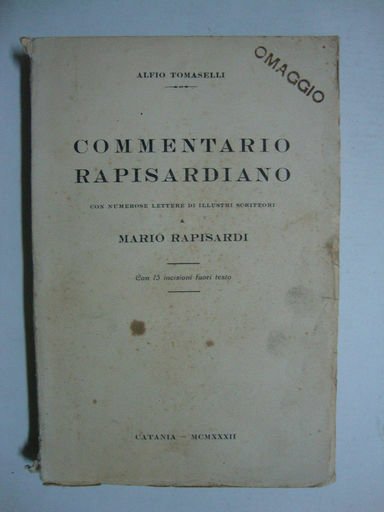 ALFIO TOMASELLI
OMAGGIO
COMMENTARIO
RAPISARDIANO
CON NUMEROSE LETTERE DI ILLUSTRI SCRITTORI
A
MARIO RAPISARDI
Con 15 incisioni fuori testo
CATANIA - MCMXXXII